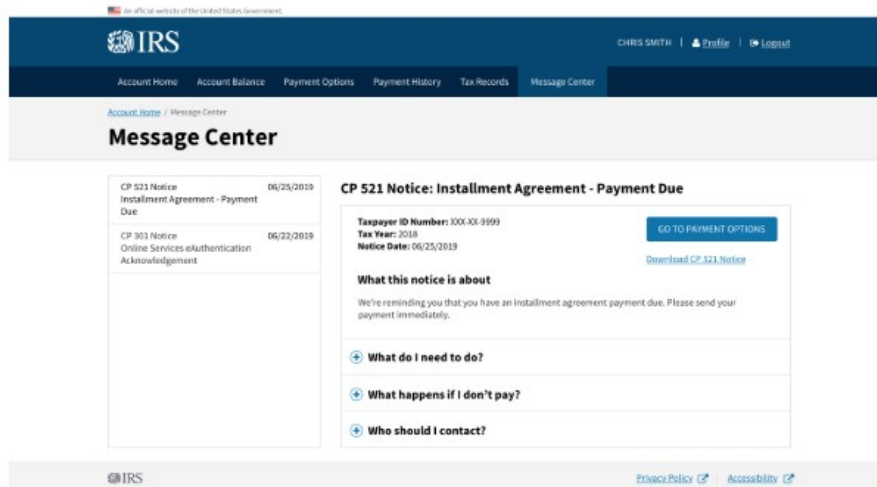 An official website of the United States Government
IRS
CHRIS SMITH | Profile | Logout
Account Home Account Balance Payment Options Payment History Tax Records Message Center
Account Home / Message Center
Message Center
CP 521 Notice 06/25/2019
Installment Agreement - Payment
Due
CP 301 Notice 06/22/2019
Online Services eAuthentication
Acknowledgement
CP 521 Notice: Installment Agreement - Payment Due
Taxpayer ID Number: XXX-XX-9999
Tax Year: 2018
Notice Date: 06/25/2019
GO TO PAYMENT OPTIONS
Download CP 521 Notice
What this notice is about
We're reminding you that you have an installment agreement payment due. Please send your
payment immediately.
What do I need to do?
What happens if I don't pay?
Who should I contact?
IRS
Privacy Policy | Accessibility